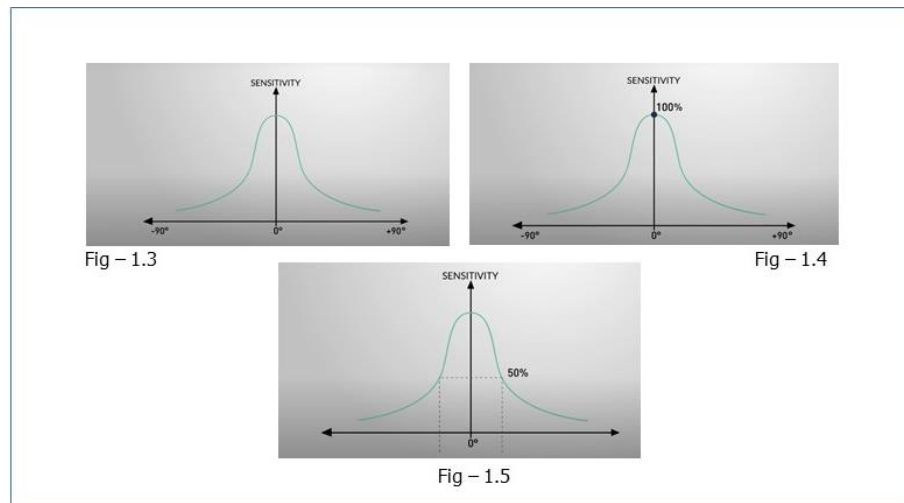 SENSITIVITY
-90° 0° +90°
Fig – 1.3
SENSITIVITY
100%
-90° 0° +90°
Fig – 1.4
SENSITIVITY
50%
0°
Fig – 1.5